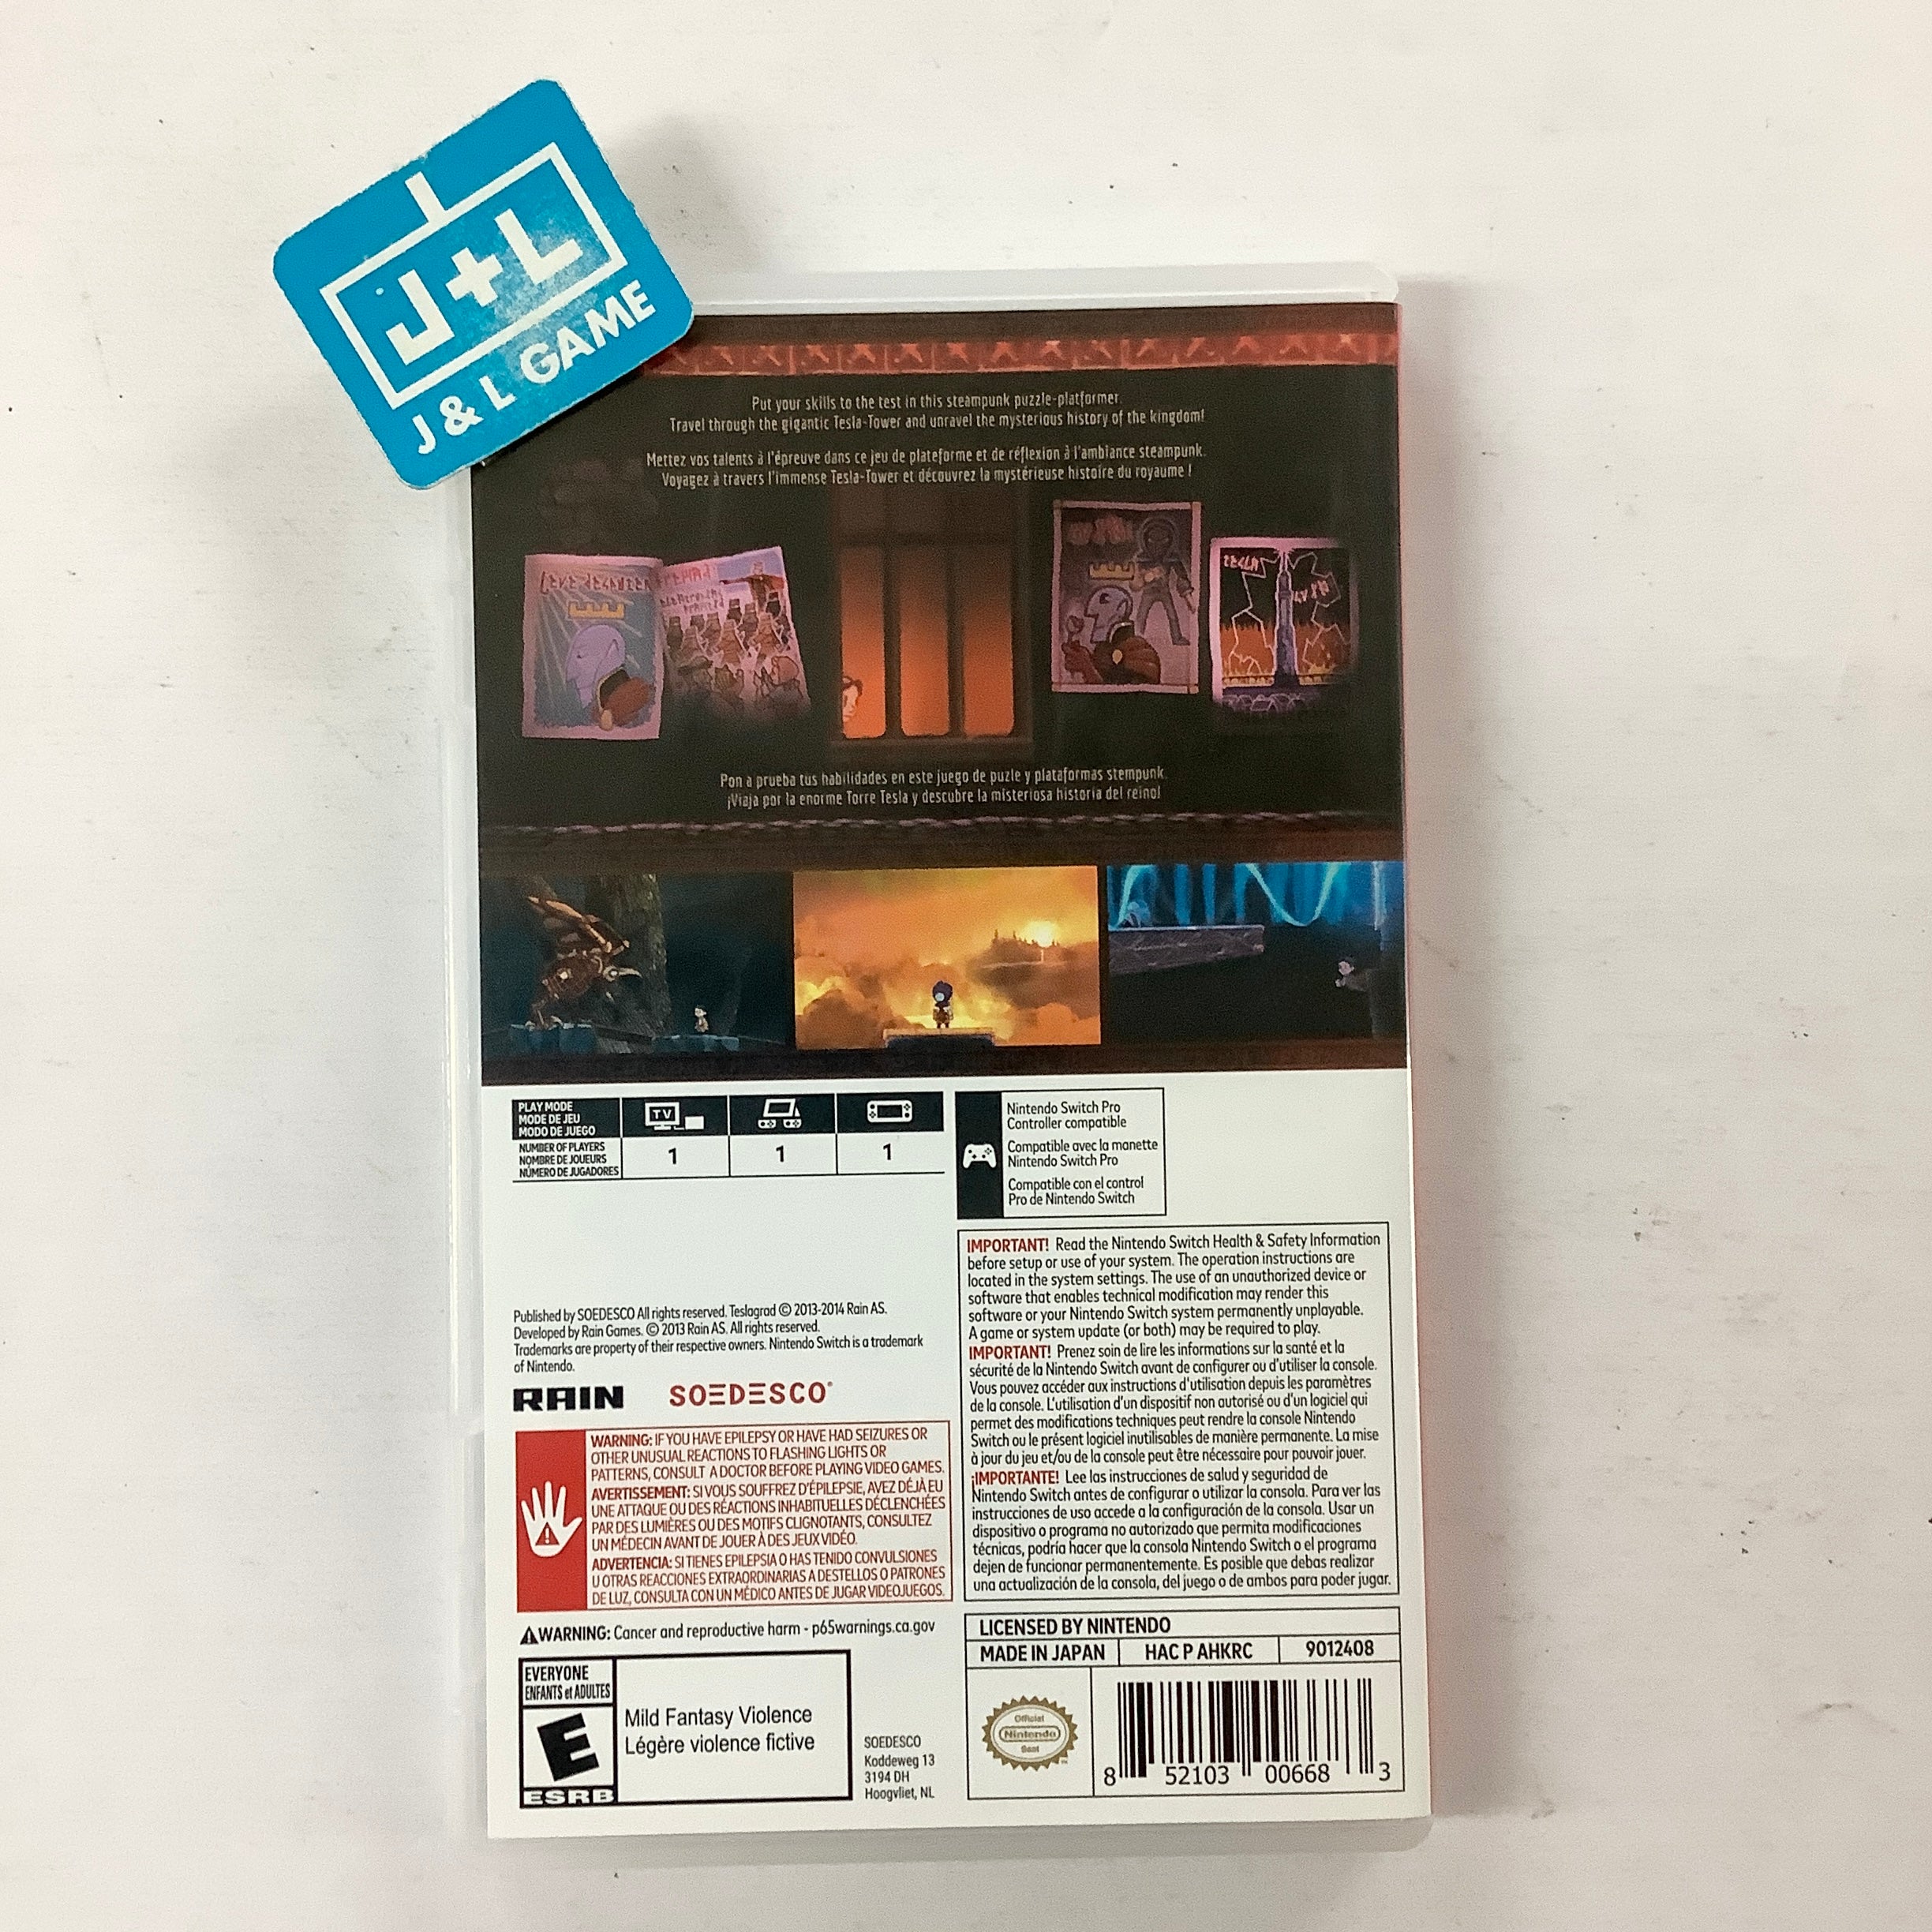 J+L
J & L GAME
Put your skills to the test in this steampunk puzzle-platformer.
Travel through the gigantic Tesla-Tower and unravel the mysterious history of the kingdom!
Mettez vos talents à l'épreuve dans ce jeu de plateforme et de réflexion à l'ambiance steampunk.
Voyagez à travers l'immense Tesla-Tower et découvrez la mystérieuse histoire du royaume !
Pon a prueba tus habilidades en este juego de puzle y plataformas stempunk.
¡Viaja por la enorme Torre Tesla y descubre la misteriosa historia del reino!
PLAY MODE
MODE DE JEU
MODO DE JUEGO
TV
NUMBER OF PLAYERS
NOMBRE DE JOUEURS
NÚMERO DE JUGADORES
1 1 1
Nintendo Switch Pro
Controller compatible
Compatible avec la manette
Nintendo Switch Pro
Compatible con el control
Pro de Nintendo Switch
Published by SOEDESCO All rights reserved. Teslagrad © 2013-2014 Rain AS.
Developed by Rain Games. © 2013 Rain AS. All rights reserved.
Trademarks are property of their respective owners. Nintendo Switch is a trademark
of Nintendo.
RAIN SOEDESCO®
WARNING: IF YOU HAVE EPILEPSY OR HAVE HAD SEIZURES OR
OTHER UNUSUAL REACTIONS TO FLASHING LIGHTS OR
PATTERNS, CONSULT A DOCTOR BEFORE PLAYING VIDEO GAMES.
AVERTISSEMENT: SI VOUS SOUFFREZ D'ÉPILEPSIE, AVEZ DÉJÀ EU
UNE ATTAQUE OU DES RÉACTIONS INHABITUELLES DÉCLENCHÉES
PAR DES LUMIÈRES OU DES MOTIFS CLIGNOTANTS, CONSULTEZ
UN MÉDECIN AVANT DE JOUER À DES JEUX VIDÉO.
ADVERTENCIA: SI TIENES EPILEPSIA O HAS TENIDO CONVULSIONES
U OTRAS REACCIONES EXTRAORDINARIAS A DESTELLOS O PATRONES
DE LUZ, CONSULTA CON UN MÉDICO ANTES DE JUGAR VIDEOJUEGOS.
WARNING: Cancer and reproductive harm - p65warnings.ca.gov
EVERYONE
ENFANTS et ADULTES
E
ESRB
Mild Fantasy Violence
Légère violence fictive
SOEDESCO
Koddeweg 13
3194 DH
Hoogvliet, NL
IMPORTANT! Read the Nintendo Switch Health & Safety Information
before setup or use of your system. The operation instructions are
located in the system settings. The use of an unauthorized device or
software that enables technical modification may render this
software or your Nintendo Switch system permanently unplayable.
A game or system update (or both) may be required to play.
IMPORTANT! Prenez soin de lire les informations sur la santé et la
sécurité de la Nintendo Switch avant de configurer ou d'utiliser la console.
Vous pouvez accéder aux instructions d'utilisation depuis les paramètres
de la console. L'utilisation d'un dispositif non autorisé ou d'un logiciel qui
permet des modifications techniques peut rendre la console Nintendo
Switch ou le présent logiciel inutilisables de manière permanente. La mise
à jour du jeu et/ou de la console peut être nécessaire pour pouvoir jouer.
¡IMPORTANTE! Lee las instrucciones de salud y seguridad de
Nintendo Switch antes de configurar o utilizar la consola. Para ver las
instrucciones de uso accede a la configuración de la consola. Usar un
dispositivo o programa no autorizado que permita modificaciones
técnicas, podría hacer que la consola Nintendo Switch o el programa
dejen de funcionar permanentemente. Es posible que debas realizar
una actualización de la consola, del juego o de ambos para poder jugar.
LICENSED BY NINTENDO
MADE IN JAPAN HAC P AHKRC 9012408
Official
Nintendo
Seal
8 52103 00668 3